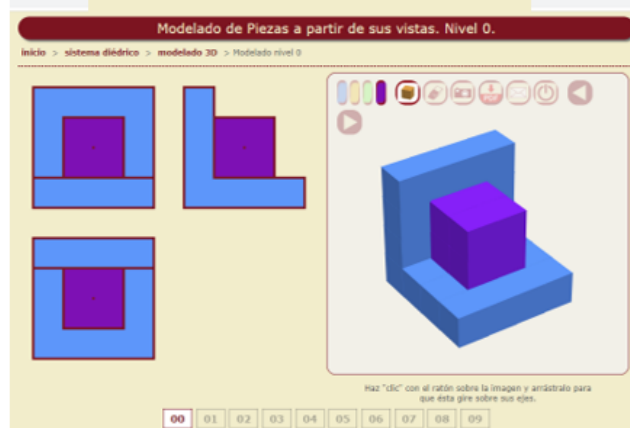 Modelado de Piezas a partir de sus vistas. Nivel 0.
inicio > sistema diédrico > modelado 3D > Modelado nivel 0
PDF
Haz "clic" con el ratón sobre la imagen y arrástralo para
que ésta gire sobre sus ejes.
00 01 02 03 04 05 06 07 08 09